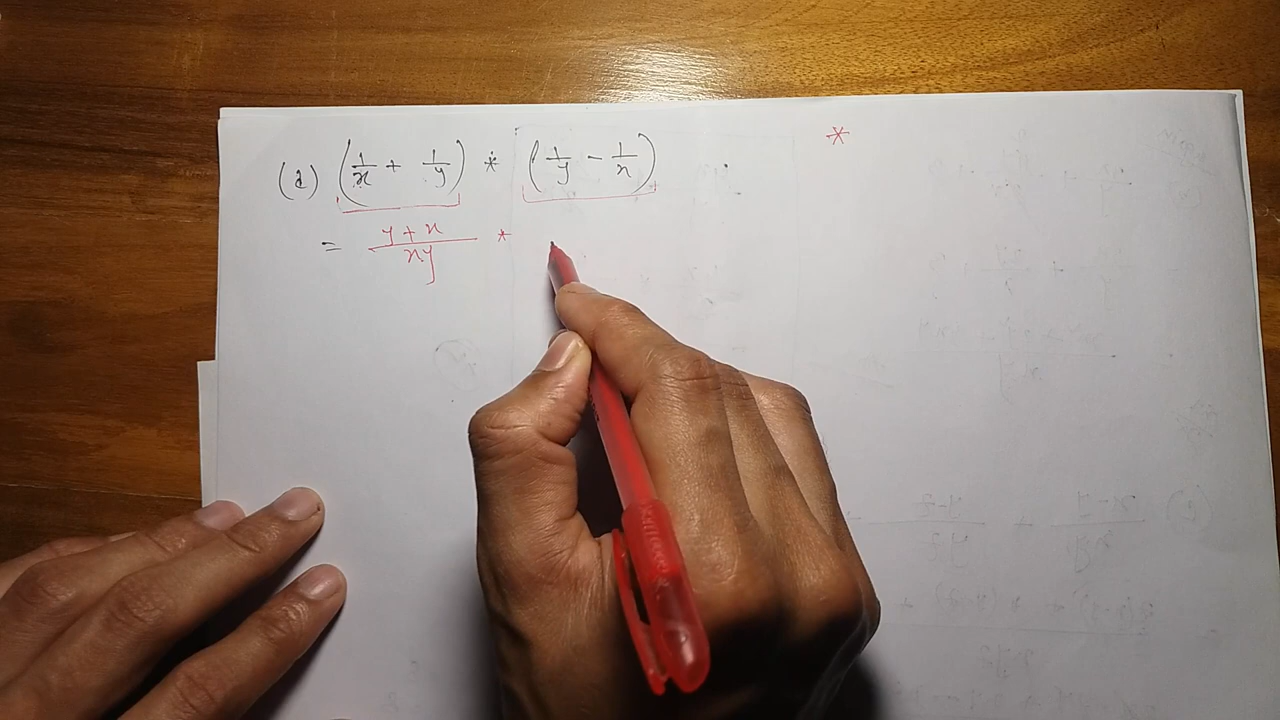 (d) (1/x + 1/y) * (1/y - 1/x) *
= (y + x)/(xy) *